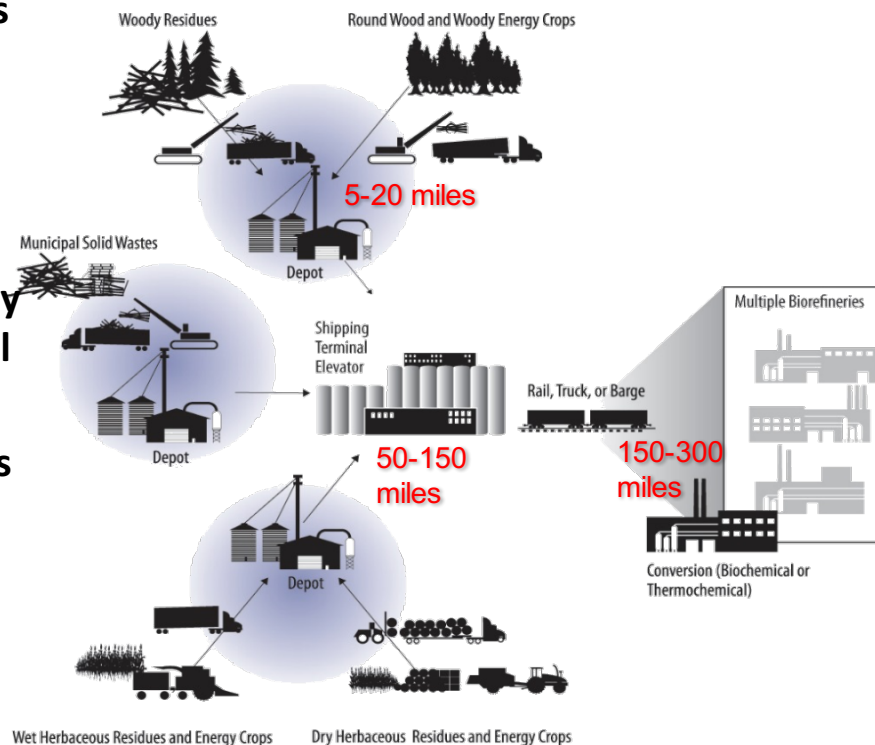 s
Woody Residues
Round Wood and Woody Energy Crops
5-20 miles
Depot
Municipal Solid Wastes
y
l
Depot
s
Shipping
Terminal
Elevator
50-150
miles
Rail, Truck, or Barge
150-300
miles
Multiple Biorefineries
Conversion (Biochemical or
Thermochemical)
Depot
Wet Herbaceous Residues and Energy Crops
Dry Herbaceous Residues and Energy Crops